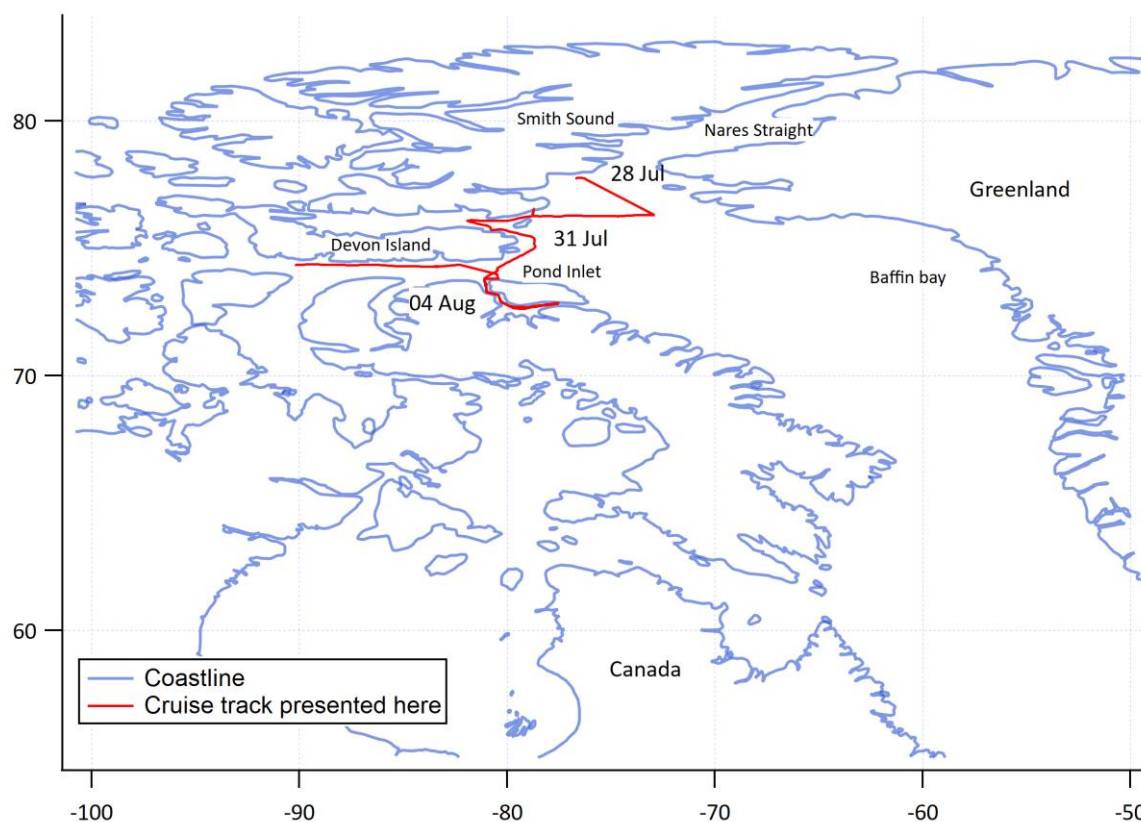 80
70
60
Smith Sound
Nares Straight
28 Jul
Greenland
Devon Island
31 Jul
Pond Inlet
Baffin bay
04 Aug
Canada
Coastline
Cruise track presented here
-100
-90
-80
-70
-60
-50